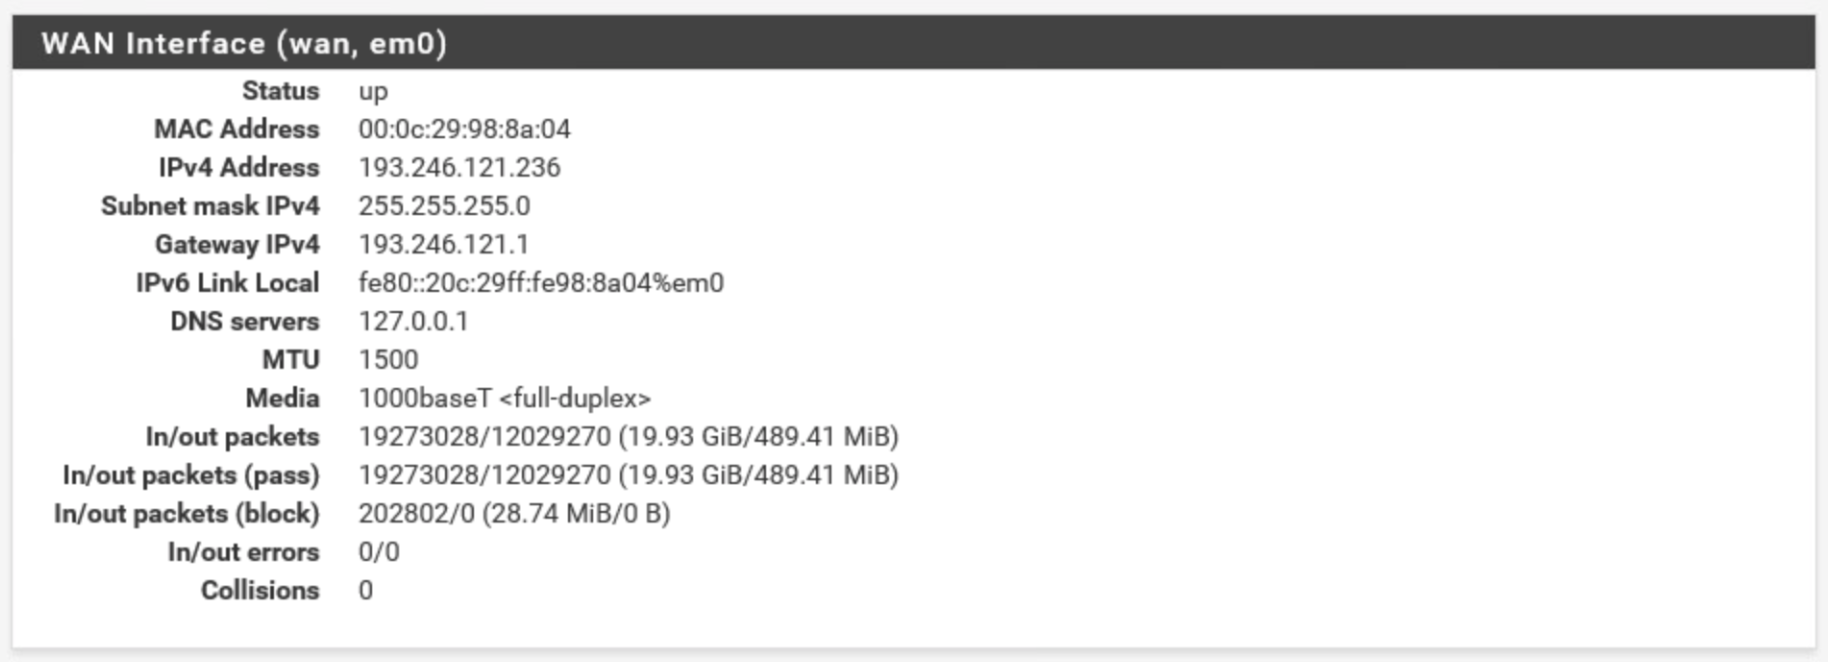 WAN Interface (wan, em0)
Status up
MAC Address 00:0c:29:98:8a:04
IPv4 Address 193.246.121.236
Subnet mask IPv4 255.255.255.0
Gateway IPv4 193.246.121.1
IPv6 Link Local fe80::20c:29ff:fe98:8a04%em0
DNS servers 127.0.0.1
MTU 1500
Media 1000baseT <full-duplex>
In/out packets 19273028/12029270 (19.93 GiB/489.41 MiB)
In/out packets (pass) 19273028/12029270 (19.93 GiB/489.41 MiB)
In/out packets (block) 202802/0 (28.74 MiB/0 B)
In/out errors 0/0
Collisions 0